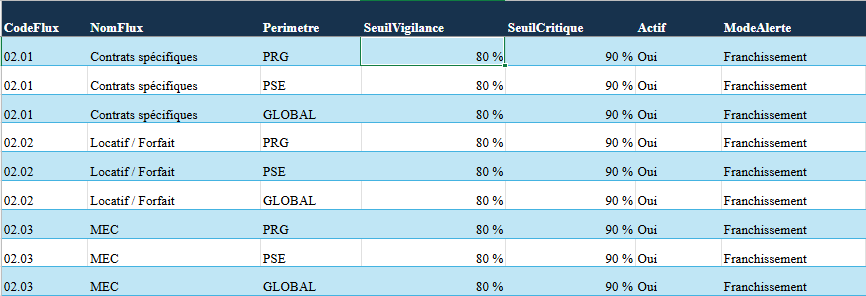 CodeFlux NomFlux Perimetre SeuilVigilance SeuilCritique Actif ModeAlerte
02.01 Contrats spécifiques PRG 80 % 90 % Oui Franchissement
02.01 Contrats spécifiques PSE 80 % 90 % Oui Franchissement
02.01 Contrats spécifiques GLOBAL 80 % 90 % Oui Franchissement
02.02 Locatif / Forfait PRG 80 % 90 % Oui Franchissement
02.02 Locatif / Forfait PSE 80 % 90 % Oui Franchissement
02.02 Locatif / Forfait GLOBAL 80 % 90 % Oui Franchissement
02.03 MEC PRG 80 % 90 % Oui Franchissement
02.03 MEC PSE 80 % 90 % Oui Franchissement
02.03 MEC GLOBAL 80 % 90 % Oui Franchissement